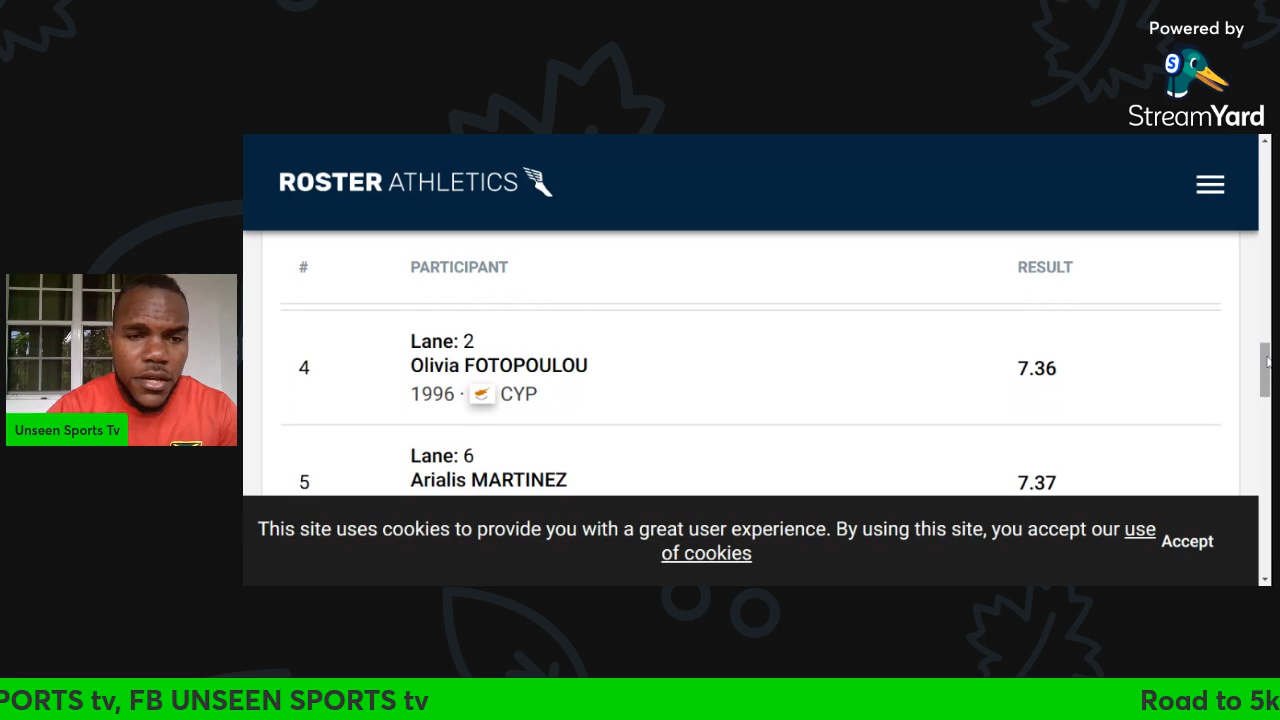 Powered by
StreamYard
ROSTER ATHLETICS
# PARTICIPANT RESULT
Lane: 2
4 Olivia FOTOPOULOU 7.36
1996 · CYP
Lane: 6
5 Arialis MARTINEZ 7.37
This site uses cookies to provide you with a great user experience. By using this site, you accept our use
of cookies
Accept
Unseen Sports Tv
PORTS tv, FB UNSEEN SPORTS tv Road to 5k